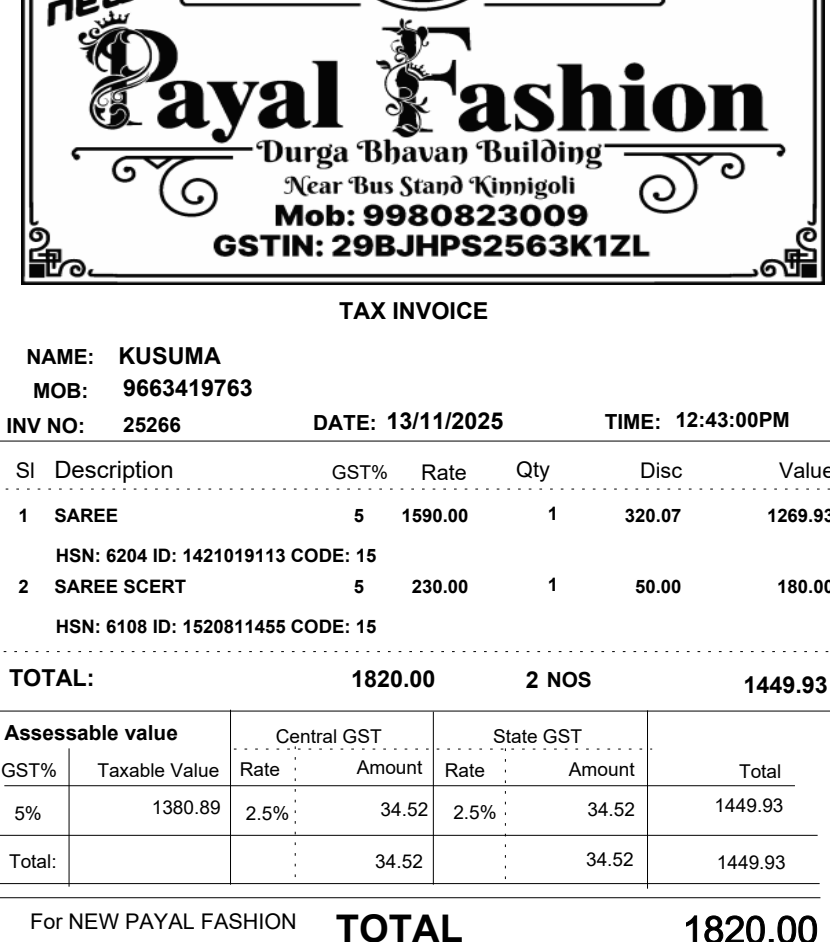 new
Payal Fashion
Durga Bhavan Building
Near Bus Stand Kinnigoli
Mob: 9980823009
GSTIN: 29BJHPS2563K1ZL
TAX INVOICE
NAME: KUSUMA
MOB: 9663419763
INV NO: 25266 DATE: 13/11/2025 TIME: 12:43:00PM
Sl Description GST% Rate Qty Disc Value
1 SAREE 5 1590.00 1 320.07 1269.93
HSN: 6204 ID: 1421019113 CODE: 15
2 SAREE SCERT 5 230.00 1 50.00 180.00
HSN: 6108 ID: 1520811455 CODE: 15
TOTAL: 1820.00 2 NOS 1449.93
Assessable value Central GST State GST
GST% Taxable Value Rate Amount Rate Amount Total
5% 1380.89 2.5% 34.52 2.5% 34.52 1449.93
Total: 34.52 34.52 1449.93
For NEW PAYAL FASHION TOTAL 1820.00